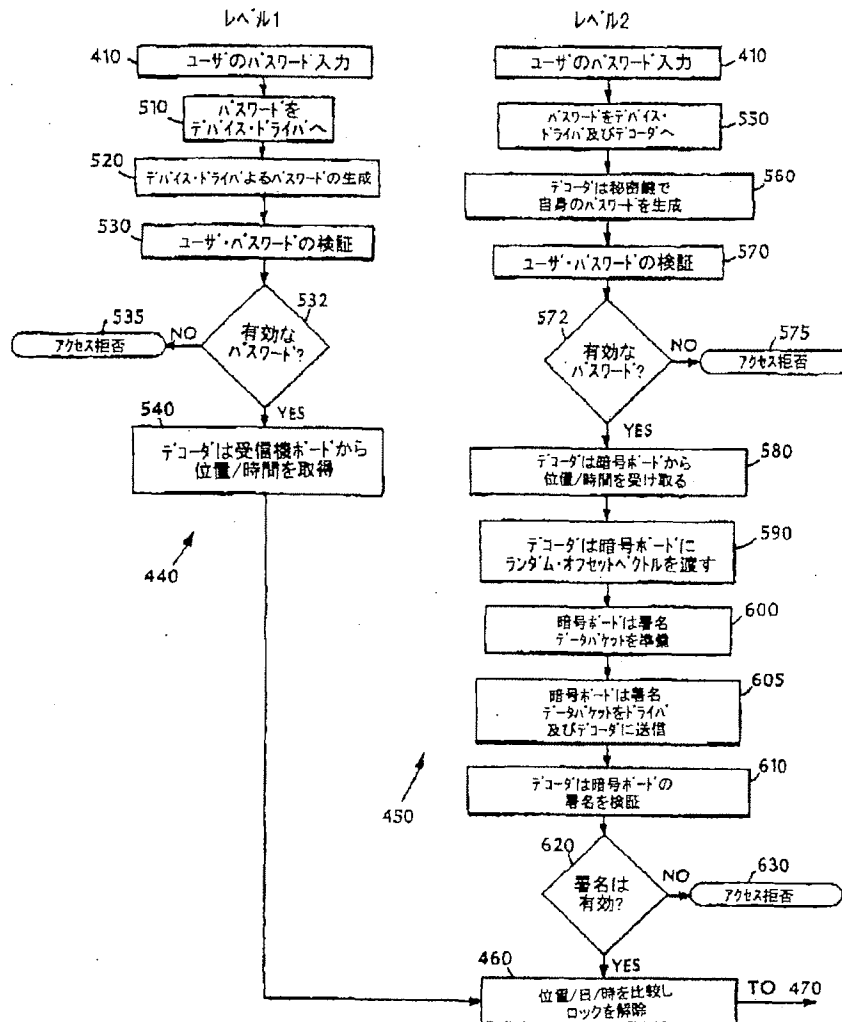 レベル1
410
ユーザのパスワード入力
510
パスワードを
デバイス・ドライバへ
520
デバイス・ドライバよるパスワードの生成
530
ユーザ・パスワードの検証
532
有効な
パスワード?
535
アクセス拒否
NO
YES
540
デコーダは受信機ボードから
位置/時間を取得
440
レベル2
ユーザのパスワード入力
410
パスワードをデバイス・
ドライバ及びデコーダへ
550
デコーダは秘密鍵で
自身のパスワードを生成
560
ユーザ・パスワードの検証
570
572
有効な
パスワード?
NO
575
アクセス拒否
YES
デコーダは暗号ボードから
位置/時間を受け取る
580
デコーダは暗号ボードに
ランダム・オフセットベクトルを渡す
590
暗号ボードは署名
データパケットを準備
600
暗号ボードは署名
データパケットをドライバ
及びデコーダに送信
605
デコーダは暗号ボードの
署名を検証
610
450
620
署名は
有効?
NO
630
アクセス拒否
YES
460
位置/日/時を比較し
ロックを解除
TO 470